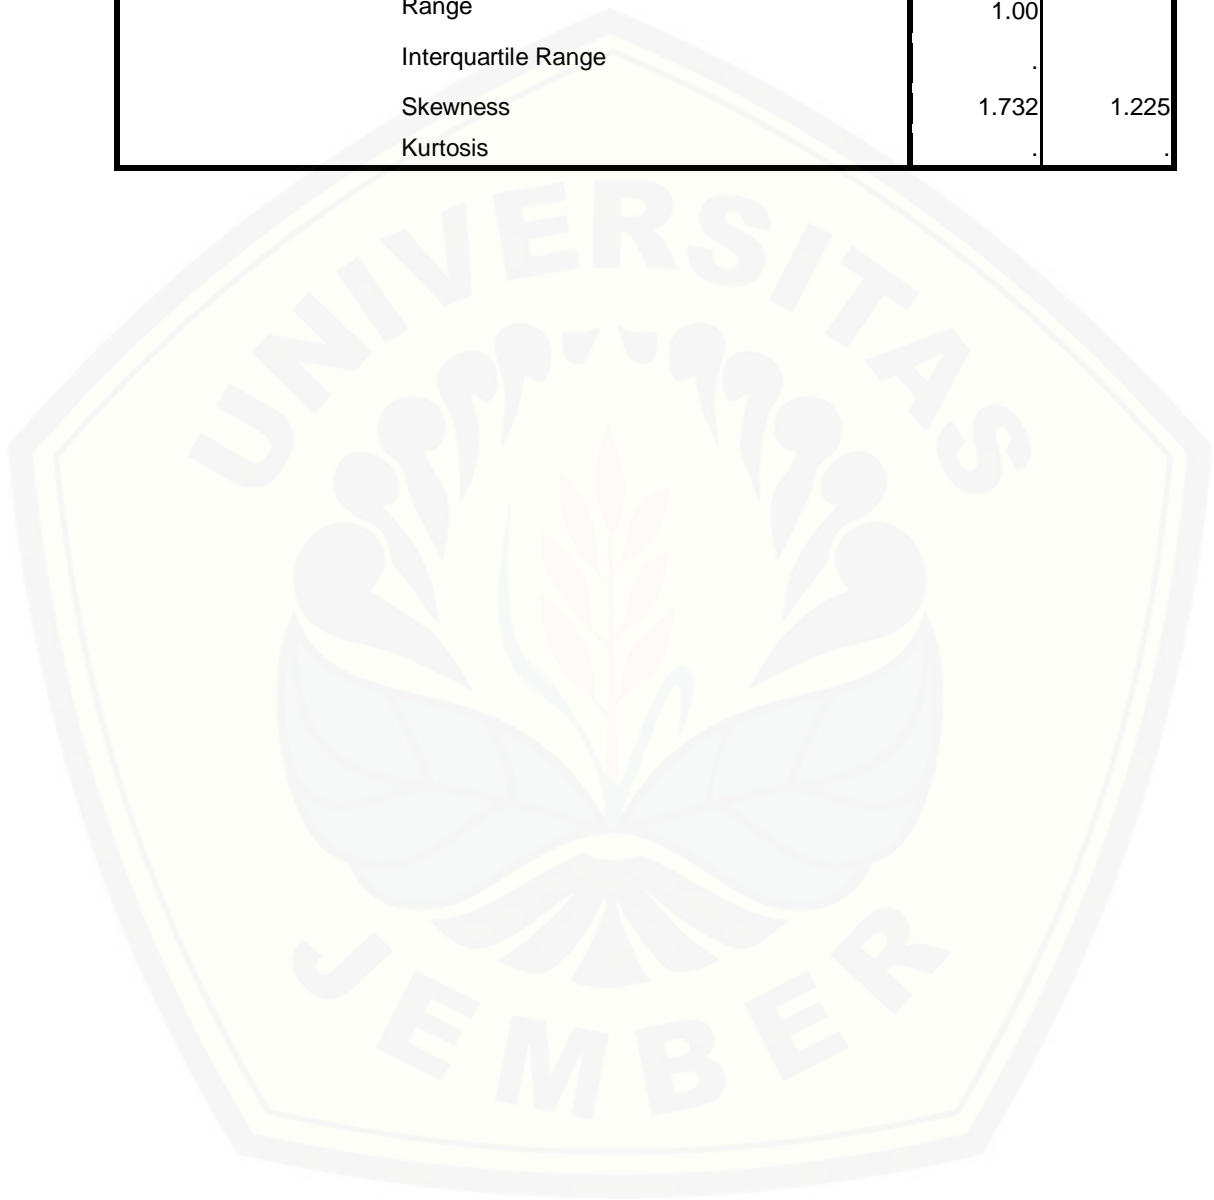 Range 1.00
Interquartile Range .
Skewness 1.732 1.225
Kurtosis . .
UNIVERSITAS
JEMBER